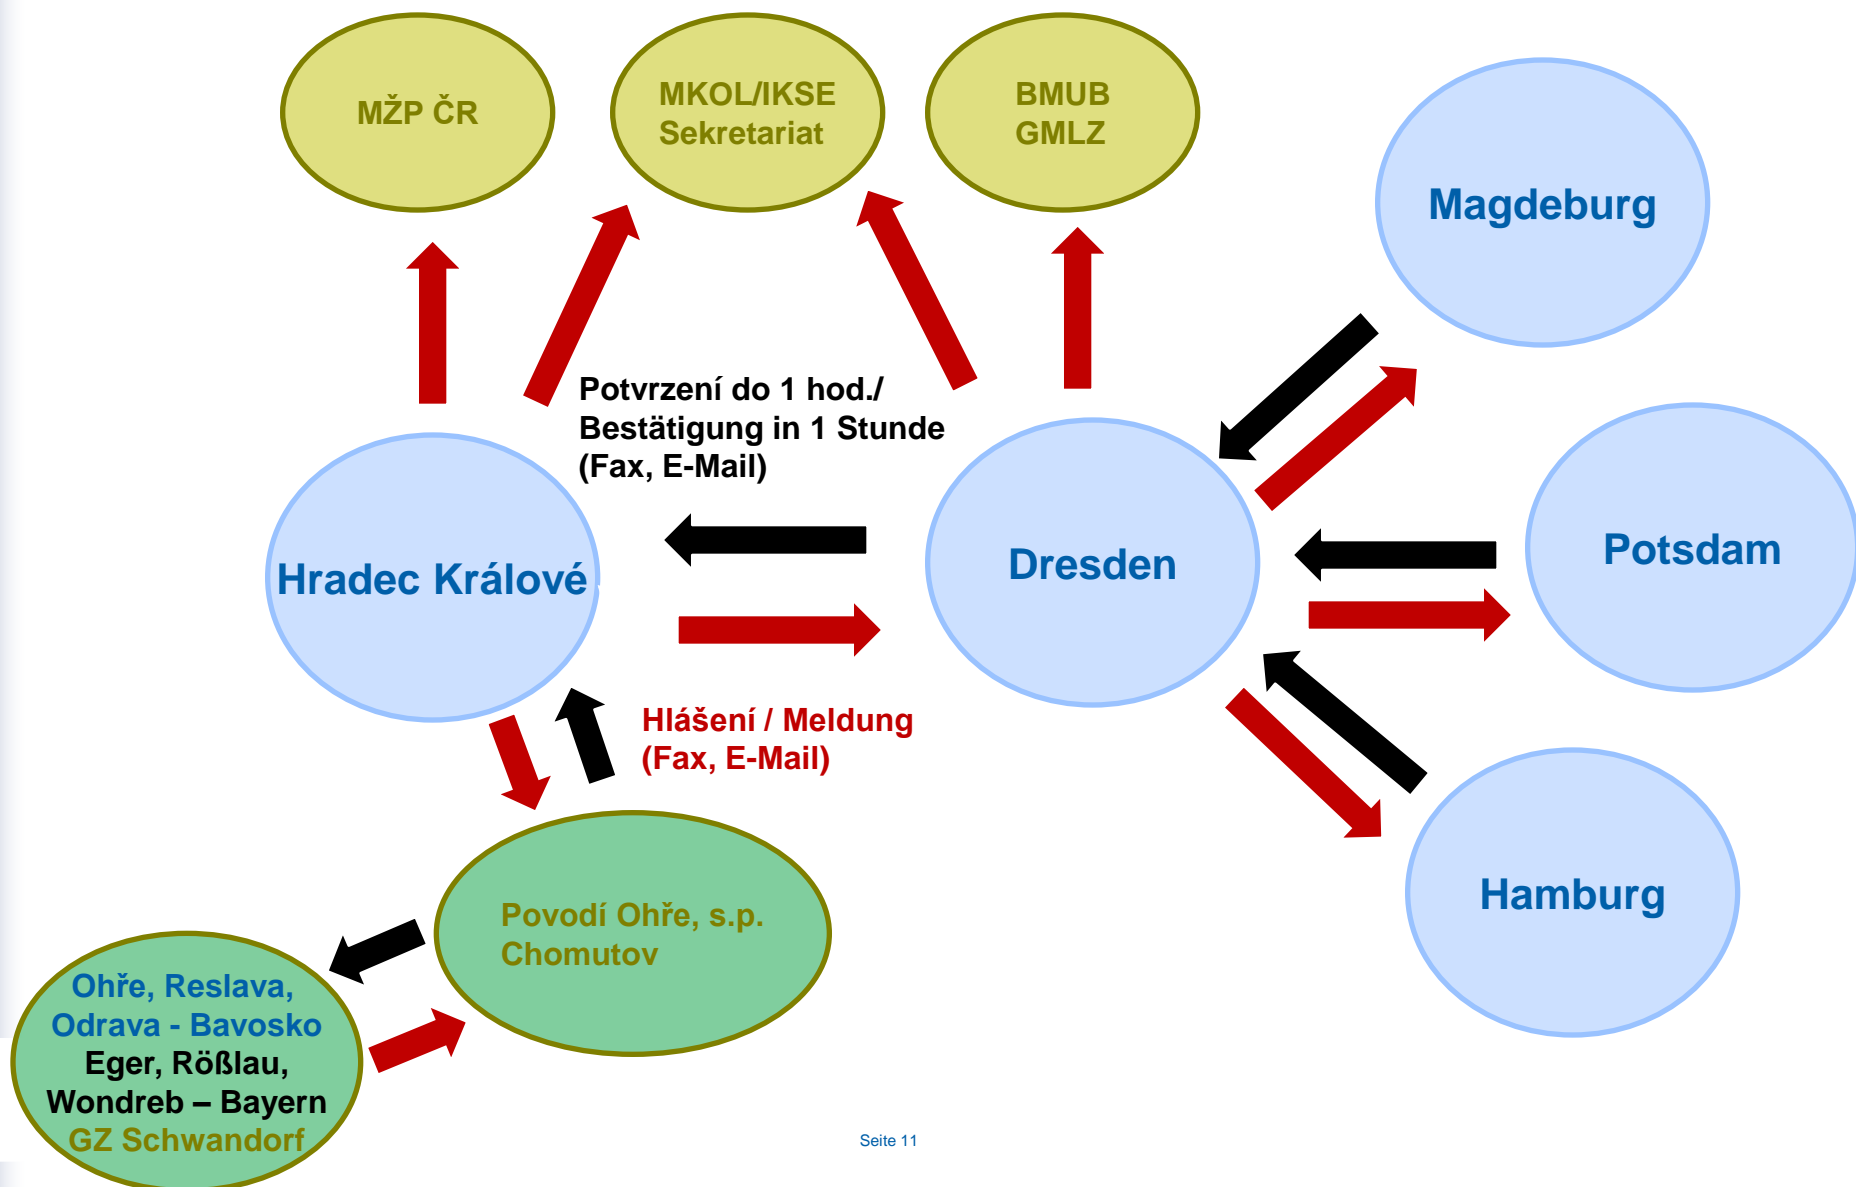 MŽP ČR
MKOL/IKSE
Sekretariat
BMUB
GMLZ
Magdeburg
Potvrzení do 1 hod./
Bestätigung in 1 Stunde
(Fax, E-Mail)
Hradec Králové
Dresden
Potsdam
Hlášení / Meldung
(Fax, E-Mail)
Hamburg
Povodí Ohře, s.p.
Chomutov
Ohře, Reslava,
Odrava - Bavosko
Eger, Rößlau,
Wondreb – Bayern
GZ Schwandorf
Seite 11